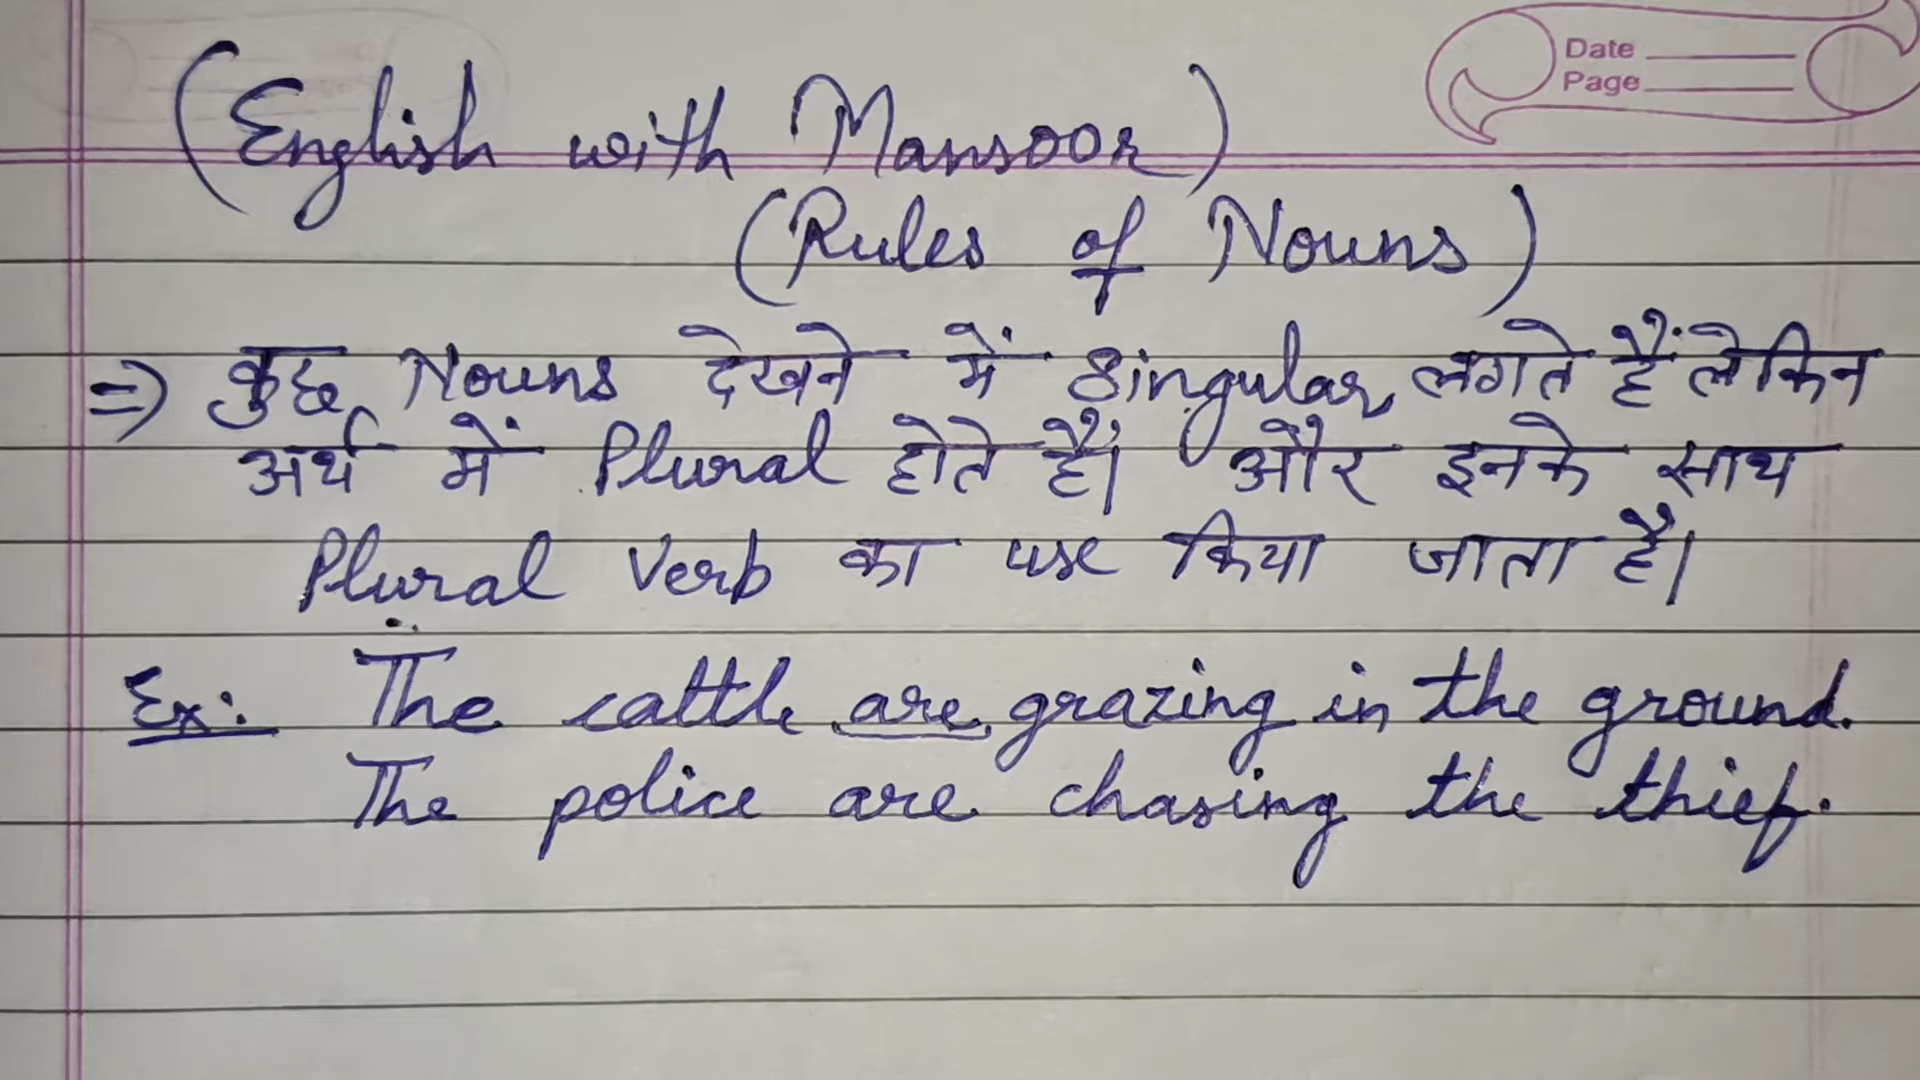 Date
Page
(English with Mansoor)
(Rules of Nouns)
=> कुछ Nouns देखने में Singular लगते हैं लेकिन
अर्थ में Plural होते हैं। और इनके साथ
Plural Verb का use किया जाता है।
Ex:. The cattle are grazing in the ground.
The police are chasing the thief.